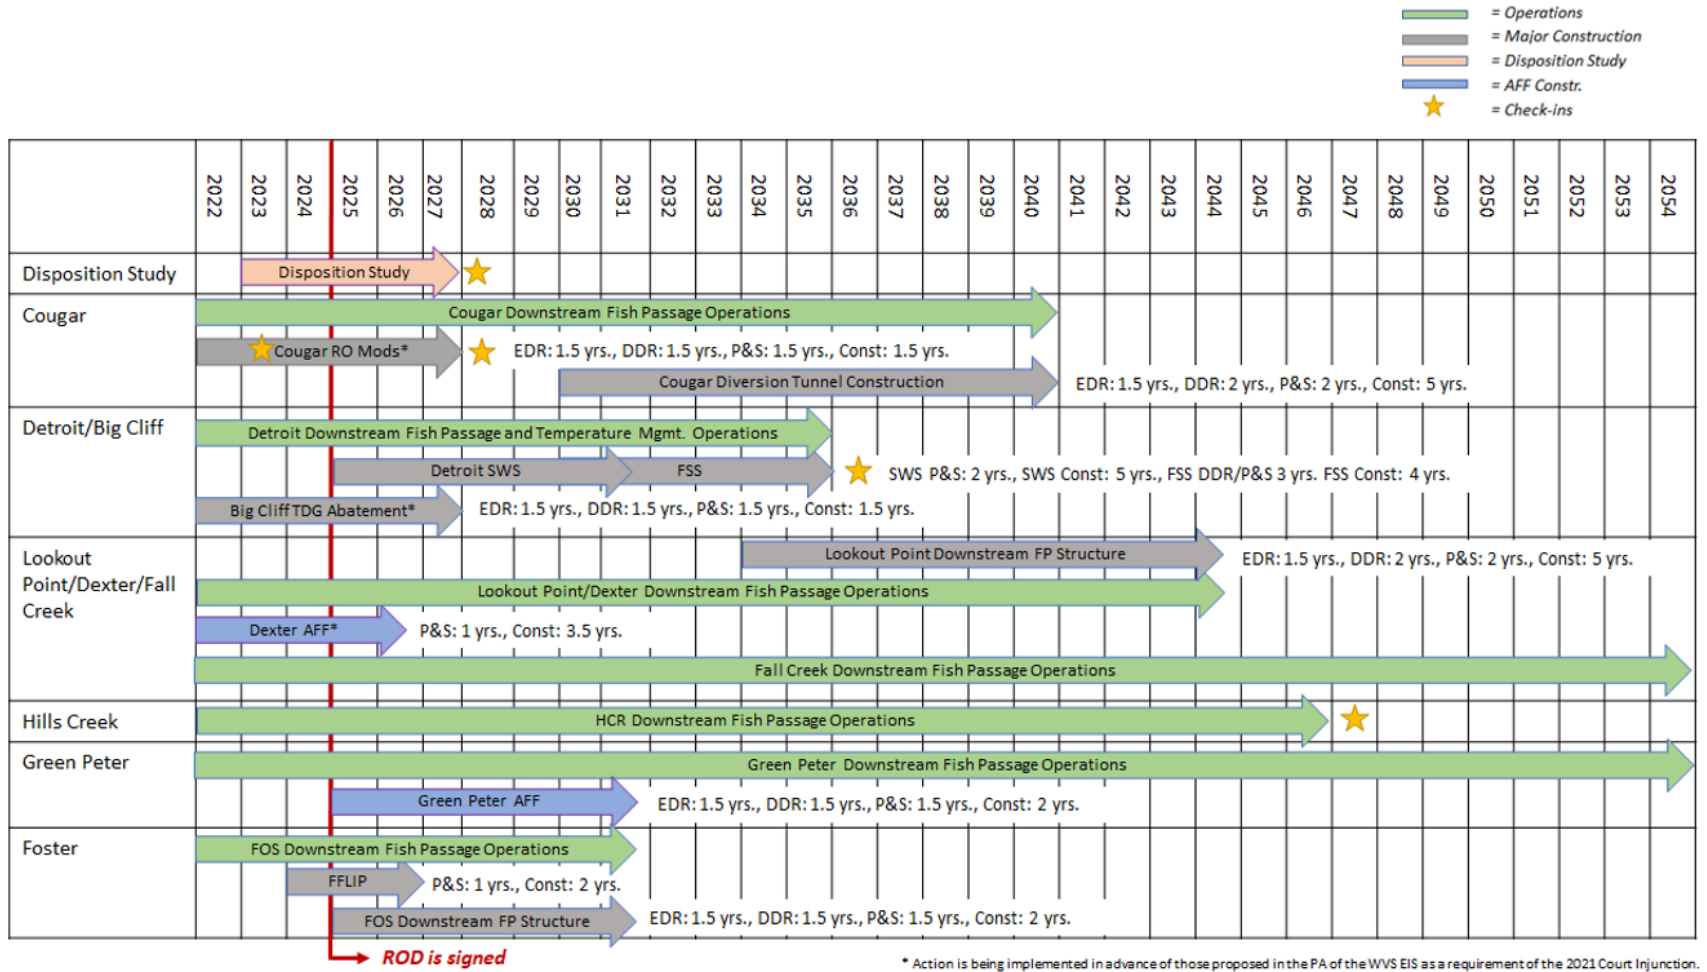 = Operations
= Major Construction
= Disposition Study
= AFF Constr.
= Check-ins
2022 2023 2024 2025 2026 2027 2028 2029 2030 2031 2032 2033 2034 2035 2036 2037 2038 2039 2040 2041 2042 2043 2044 2045 2046 2047 2048 2049 2050 2051 2052 2053 2054
Disposition Study
Disposition Study
Cougar
Cougar Downstream Fish Passage Operations
Cougar RO Mods*
EDR: 1.5 yrs., DDR: 1.5 yrs., P&S: 1.5 yrs., Const: 1.5 yrs.
Cougar Diversion Tunnel Construction
EDR: 1.5 yrs., DDR: 2 yrs., P&S: 2 yrs., Const: 5 yrs.
Detroit/Big Cliff
Detroit Downstream Fish Passage and Temperature Mgmt. Operations
Detroit SWS
FSS
SWS P&S: 2 yrs., SWS Const: 5 yrs., FSS DDR/P&S 3 yrs. FSS Const: 4 yrs.
Big Cliff TDG Abatement*
EDR: 1.5 yrs., DDR: 1.5 yrs., P&S: 1.5 yrs., Const: 1.5 yrs.
Lookout
Point/Dexter/Fall
Creek
Lookout Point Downstream FP Structure
EDR: 1.5 yrs., DDR: 2 yrs., P&S: 2 yrs., Const: 5 yrs.
Lookout Point/Dexter Downstream Fish Passage Operations
Dexter AFF*
P&S: 1 yrs., Const: 3.5 yrs.
Fall Creek Downstream Fish Passage Operations
Hills Creek
HCR Downstream Fish Passage Operations
Green Peter
Green Peter Downstream Fish Passage Operations
Green Peter AFF
EDR: 1.5 yrs., DDR: 1.5 yrs., P&S: 1.5 yrs., Const: 2 yrs.
Foster
FOS Downstream Fish Passage Operations
FFLIP
P&S: 1 yrs., Const: 2 yrs.
FOS Downstream FP Structure
EDR: 1.5 yrs., DDR: 1.5 yrs., P&S: 1.5 yrs., Const: 2 yrs.
ROD is signed
* Action is being implemented in advance of those proposed in the PA of the WVS EIS as a requirement of the 2021 Court Injunction.